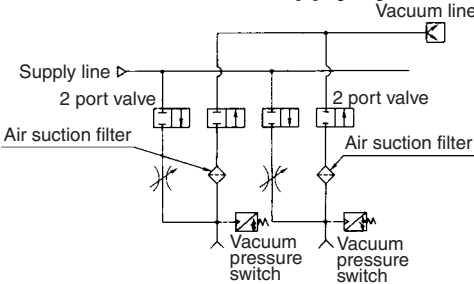 Vacuum line
Supply line
2 port valve
2 port valve
Air suction filter
Air suction filter
Vacuum
pressure
switch
Vacuum
pressure
switch